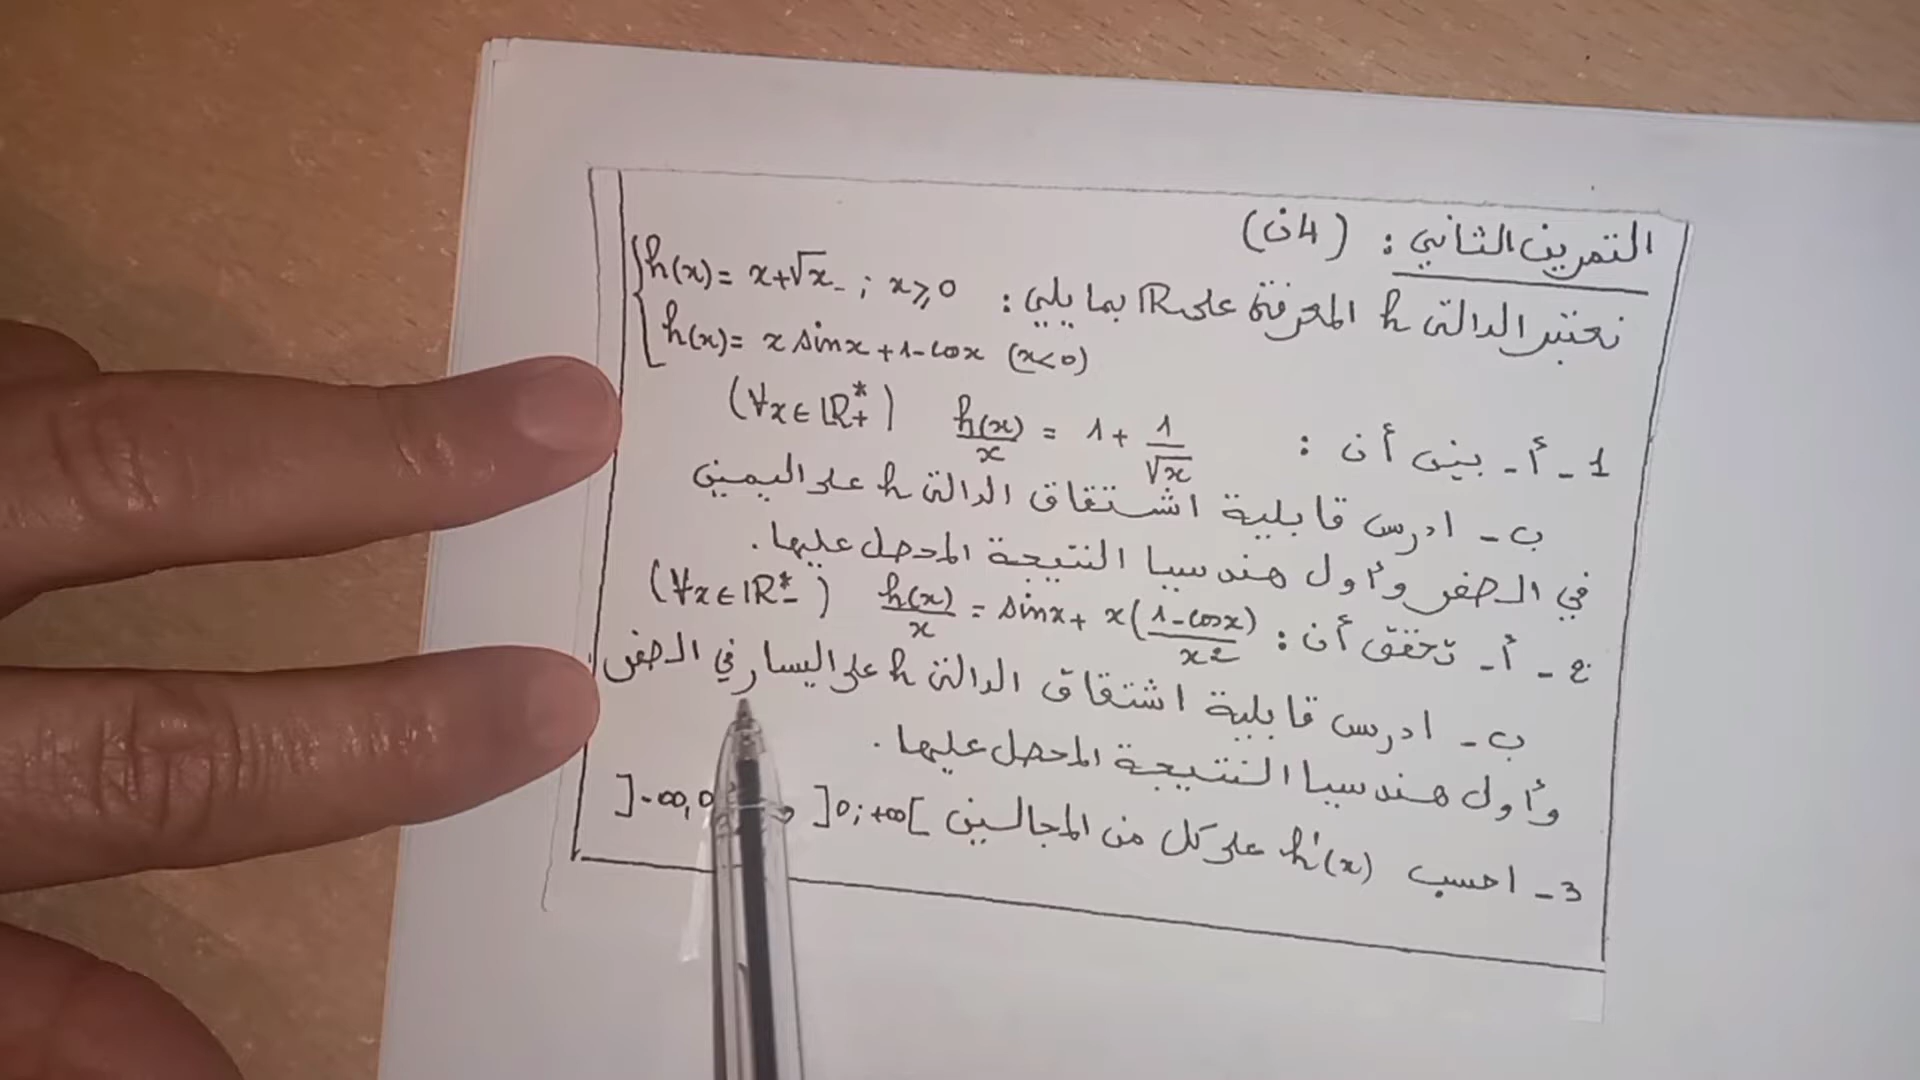 التمرين الثاني : (4ن)
نعتبر الدالة h المعرفة على ℝ بما يلي : h(x) = x+√x ; x≥0
h(x) = x sinx + 1 - cosx (x<0)
1 - أ - بين أن : h(x)/x = 1 + 1/√x (∀x∈ℝ*₊)
ب - ادرس قابلية اشتقاق الدالة h على اليمين
في الصفر وأول هندسيا النتيجة المحصل عليها.
2 - أ - تحقق أن : h(x)/x = sinx + x((1-cosx)/x²) (∀x∈ℝ*₋)
ب - ادرس قابلية اشتقاق الدالة h على اليسار في الصفر
وأول هندسيا النتيجة المحصل عليها .
3 - احسب h'(x) على كل من المجالين ]0;+∞[ و ]-∞,0